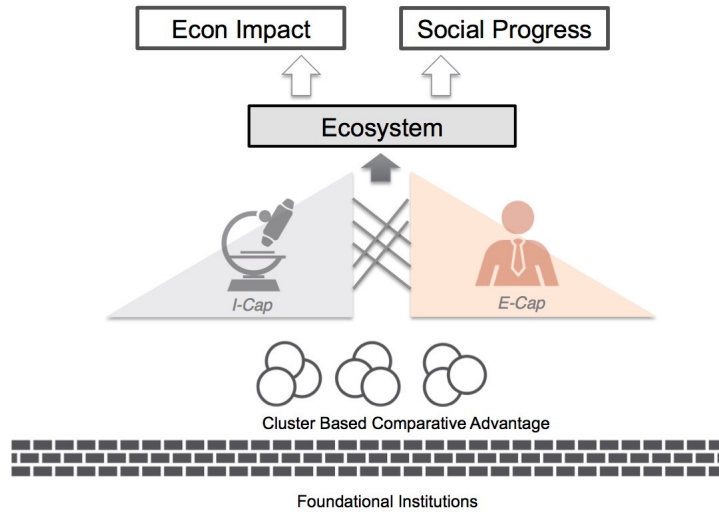 Econ Impact
Social Progress
Ecosystem
I-Cap
E-Cap
Cluster Based Comparative Advantage
Foundational Institutions